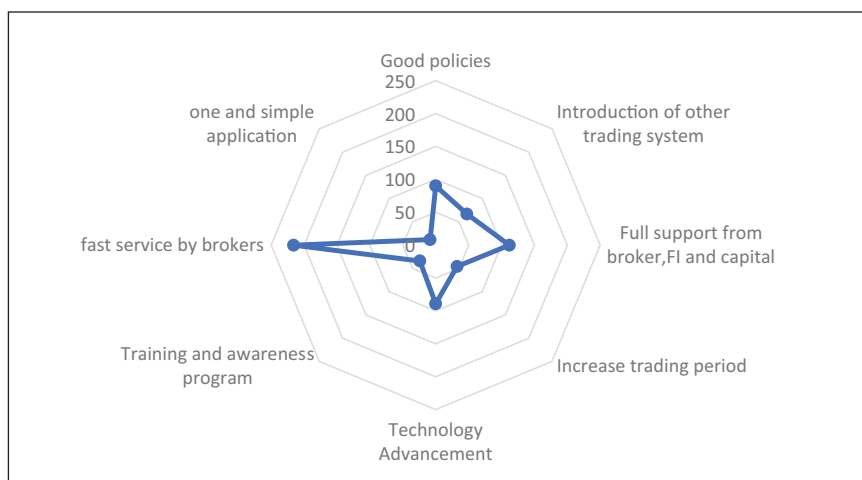 Good policies
250
200
150
100
50
0
Introduction of other
trading system
Full support from
broker,FI and capital
Increase trading period
Technology
Advancement
Training and awareness
program
fast service by brokers
one and simple
application